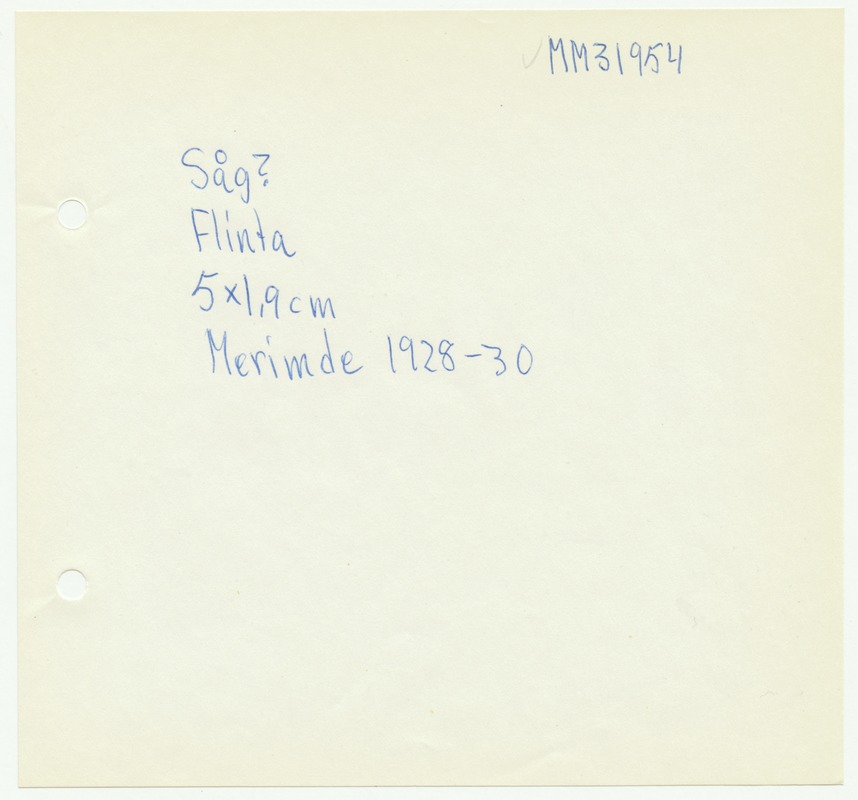 MM31954
Såg?
Flinta
5x1,9cm
Merimde 1928-30